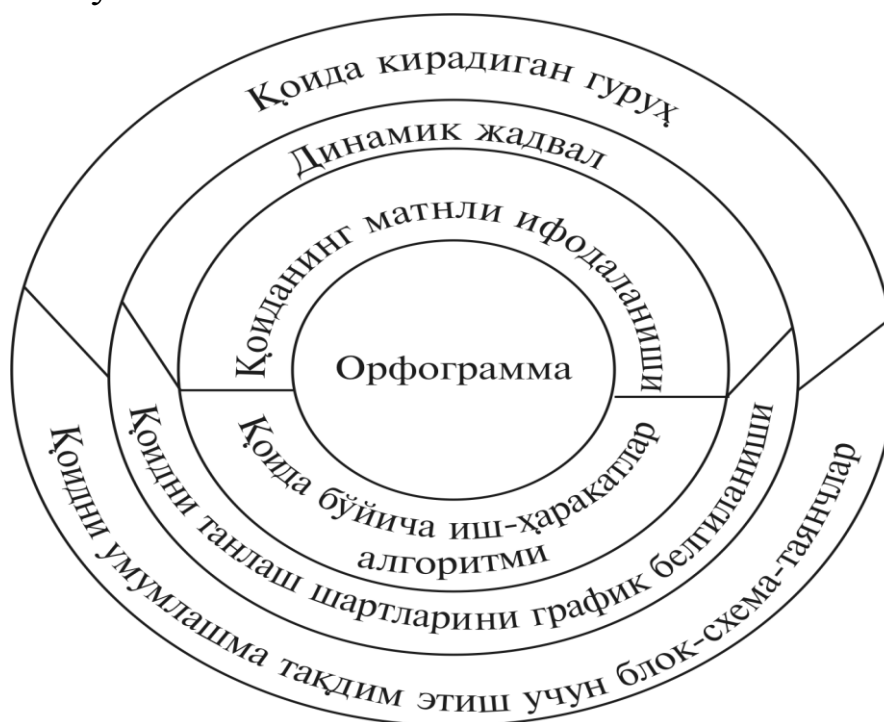 Қоида кирадиган гуруҳ
Динамик жадвал
Қоиданинг матнли ифодаланиши
Орфограмма
Қоида бўйича иш-ҳаракатлар
алгоритми
Қоидни танлаш шартларини график белгиланиши
Қоидни умумлашма тақдим этиш учун блок-схема-таянчлар